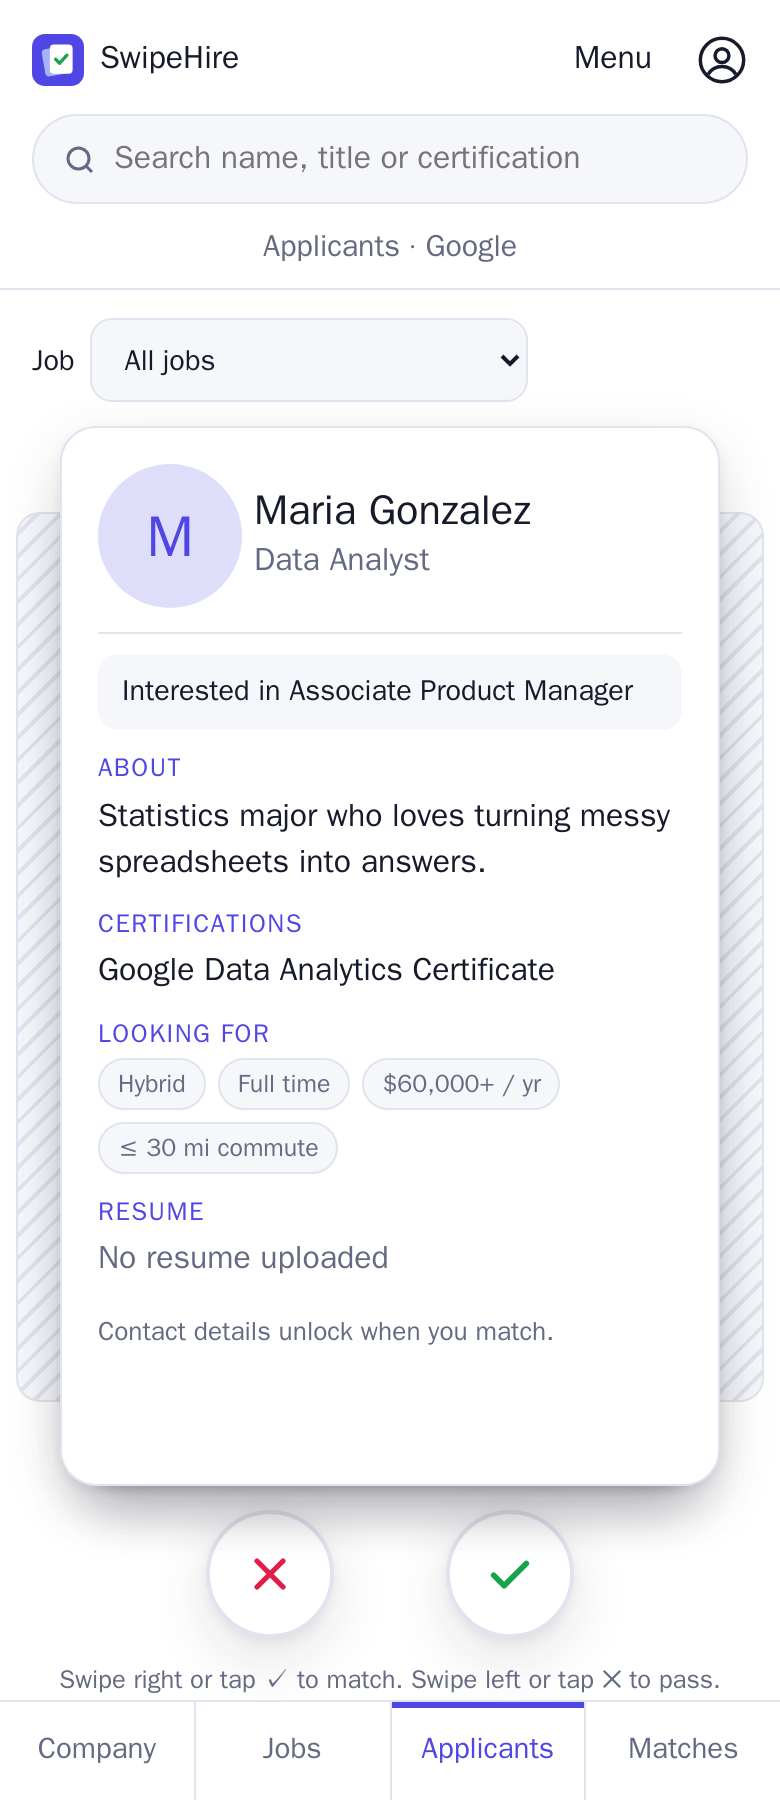 SwipeHire
Menu
Search name, title or certification
Applicants · Google
Job
All jobs
M
Maria Gonzalez
Data Analyst
Interested in Associate Product Manager
ABOUT
Statistics major who loves turning messy
spreadsheets into answers.
CERTIFICATIONS
Google Data Analytics Certificate
LOOKING FOR
Hybrid
Full time
$60,000+ / yr
≤ 30 mi commute
RESUME
No resume uploaded
Contact details unlock when you match.
Swipe right or tap ✓ to match. Swipe left or tap ✕ to pass.
Company
Jobs
Applicants
Matches